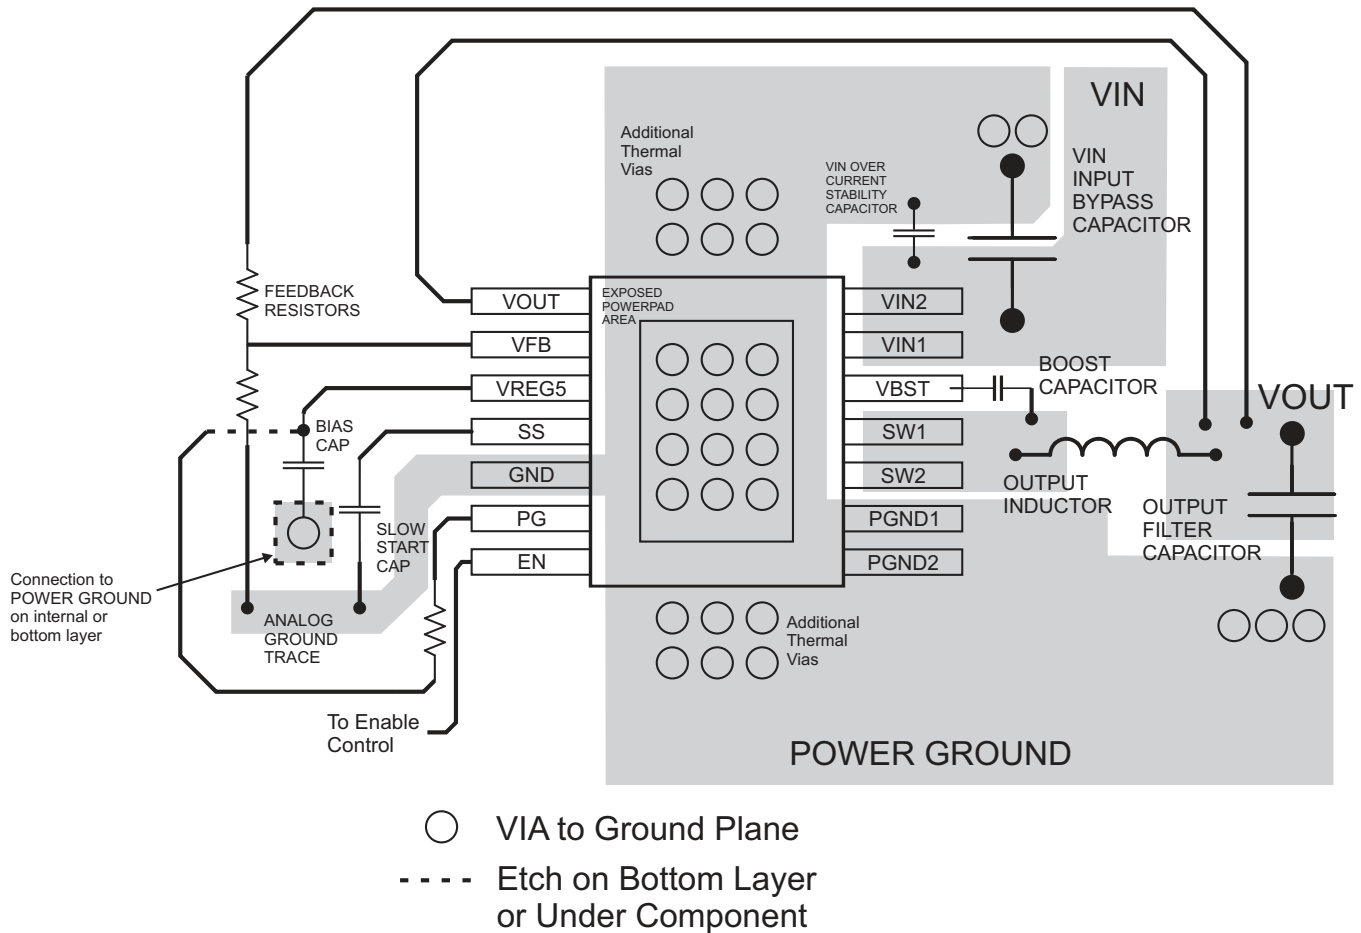 VIN
Additional
Thermal
Vias
VIN OVER
CURRENT
STABILITY
CAPACITOR
VIN
INPUT
BYPASS
CAPACITOR
FEEDBACK
RESISTORS
VOUT
VFB
VREG5
SS
GND
PG
EN
EXPOSED
POWERPAD
AREA
VIN2
VIN1
VBST
SW1
SW2
PGND1
PGND2
BOOST
CAPACITOR
VOUT
BIAS
CAP
OUTPUT
INDUCTOR
OUTPUT
FILTER
CAPACITOR
SLOW
START
CAP
Connection to
POWER GROUND
on internal or
bottom layer
ANALOG
GROUND
TRACE
Additional
Thermal
Vias
To Enable
Control
POWER GROUND
VIA to Ground Plane
Etch on Bottom Layer
or Under Component